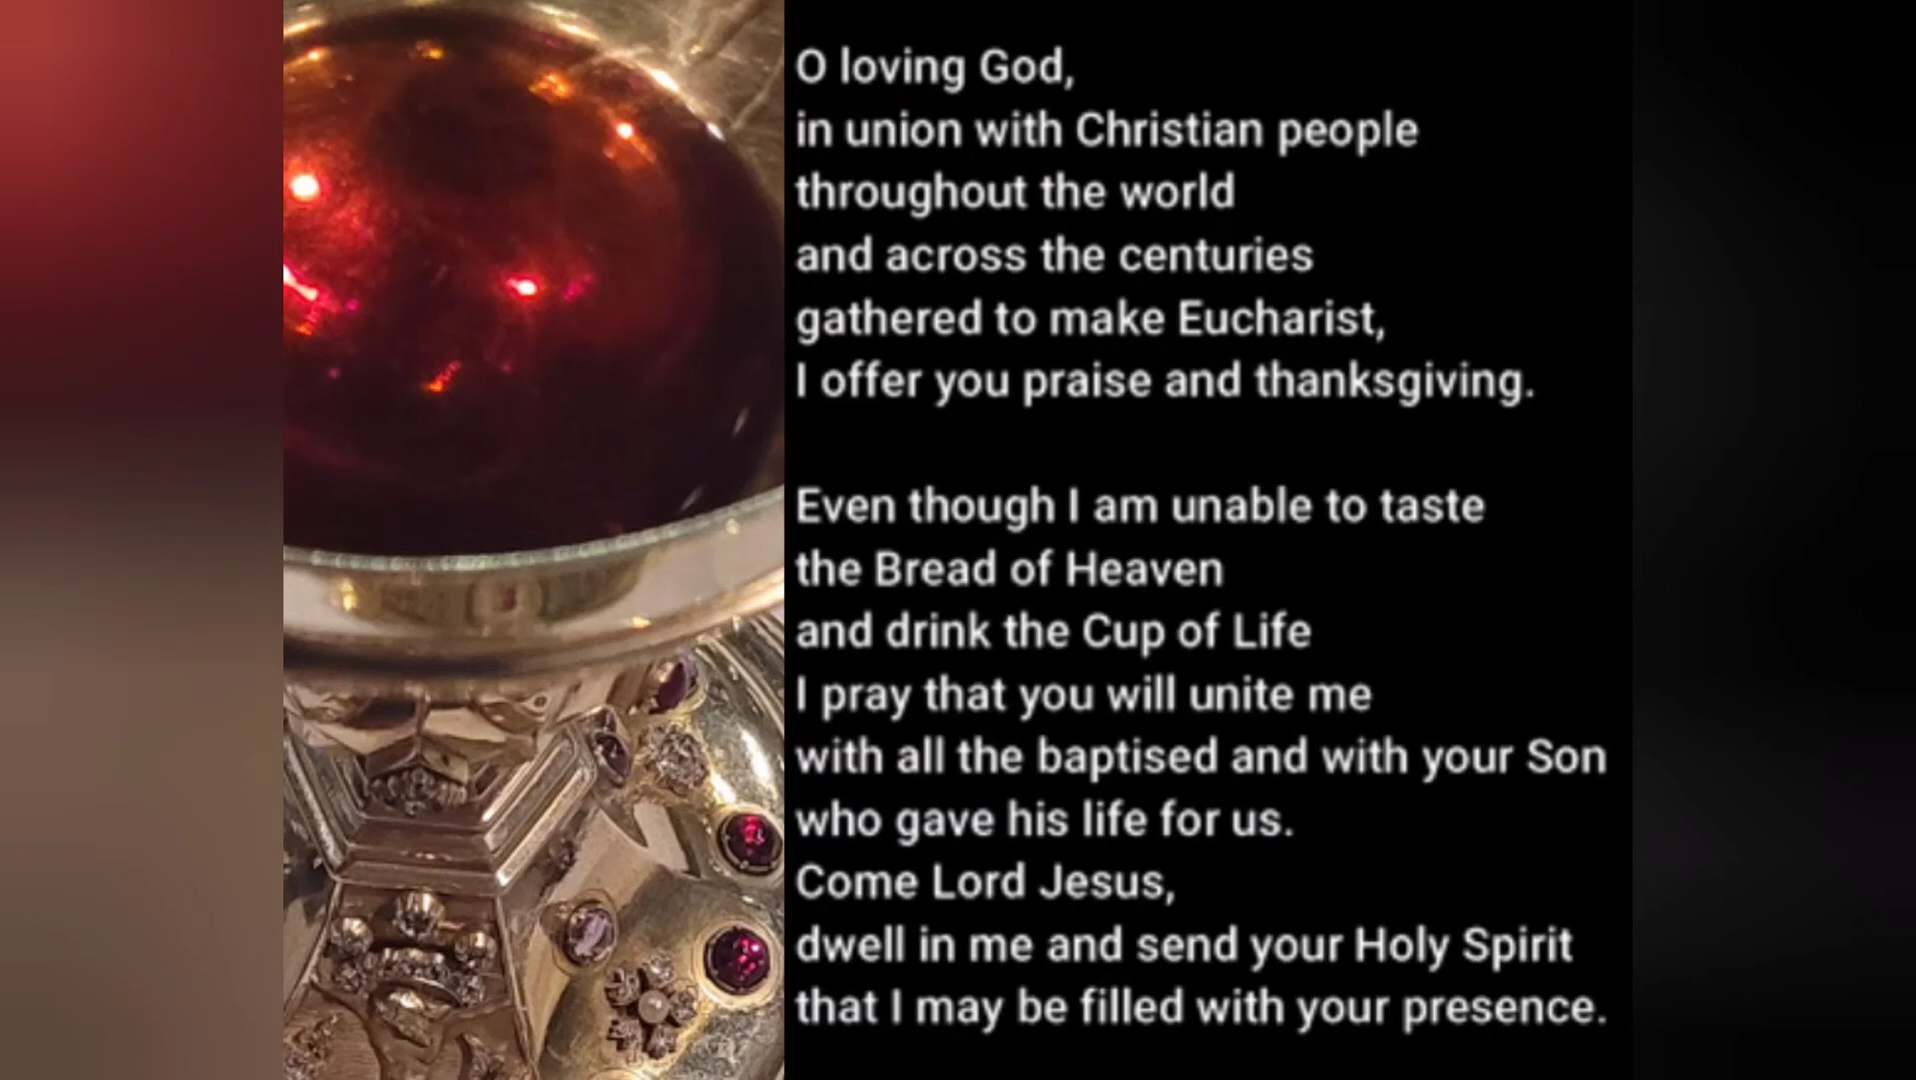 O loving God,
in union with Christian people
throughout the world
and across the centuries
gathered to make Eucharist,
I offer you praise and thanksgiving.
Even though I am unable to taste
the Bread of Heaven
and drink the Cup of Life
I pray that you will unite me
with all the baptised and with your Son
who gave his life for us.
Come Lord Jesus,
dwell in me and send your Holy Spirit
that I may be filled with your presence.